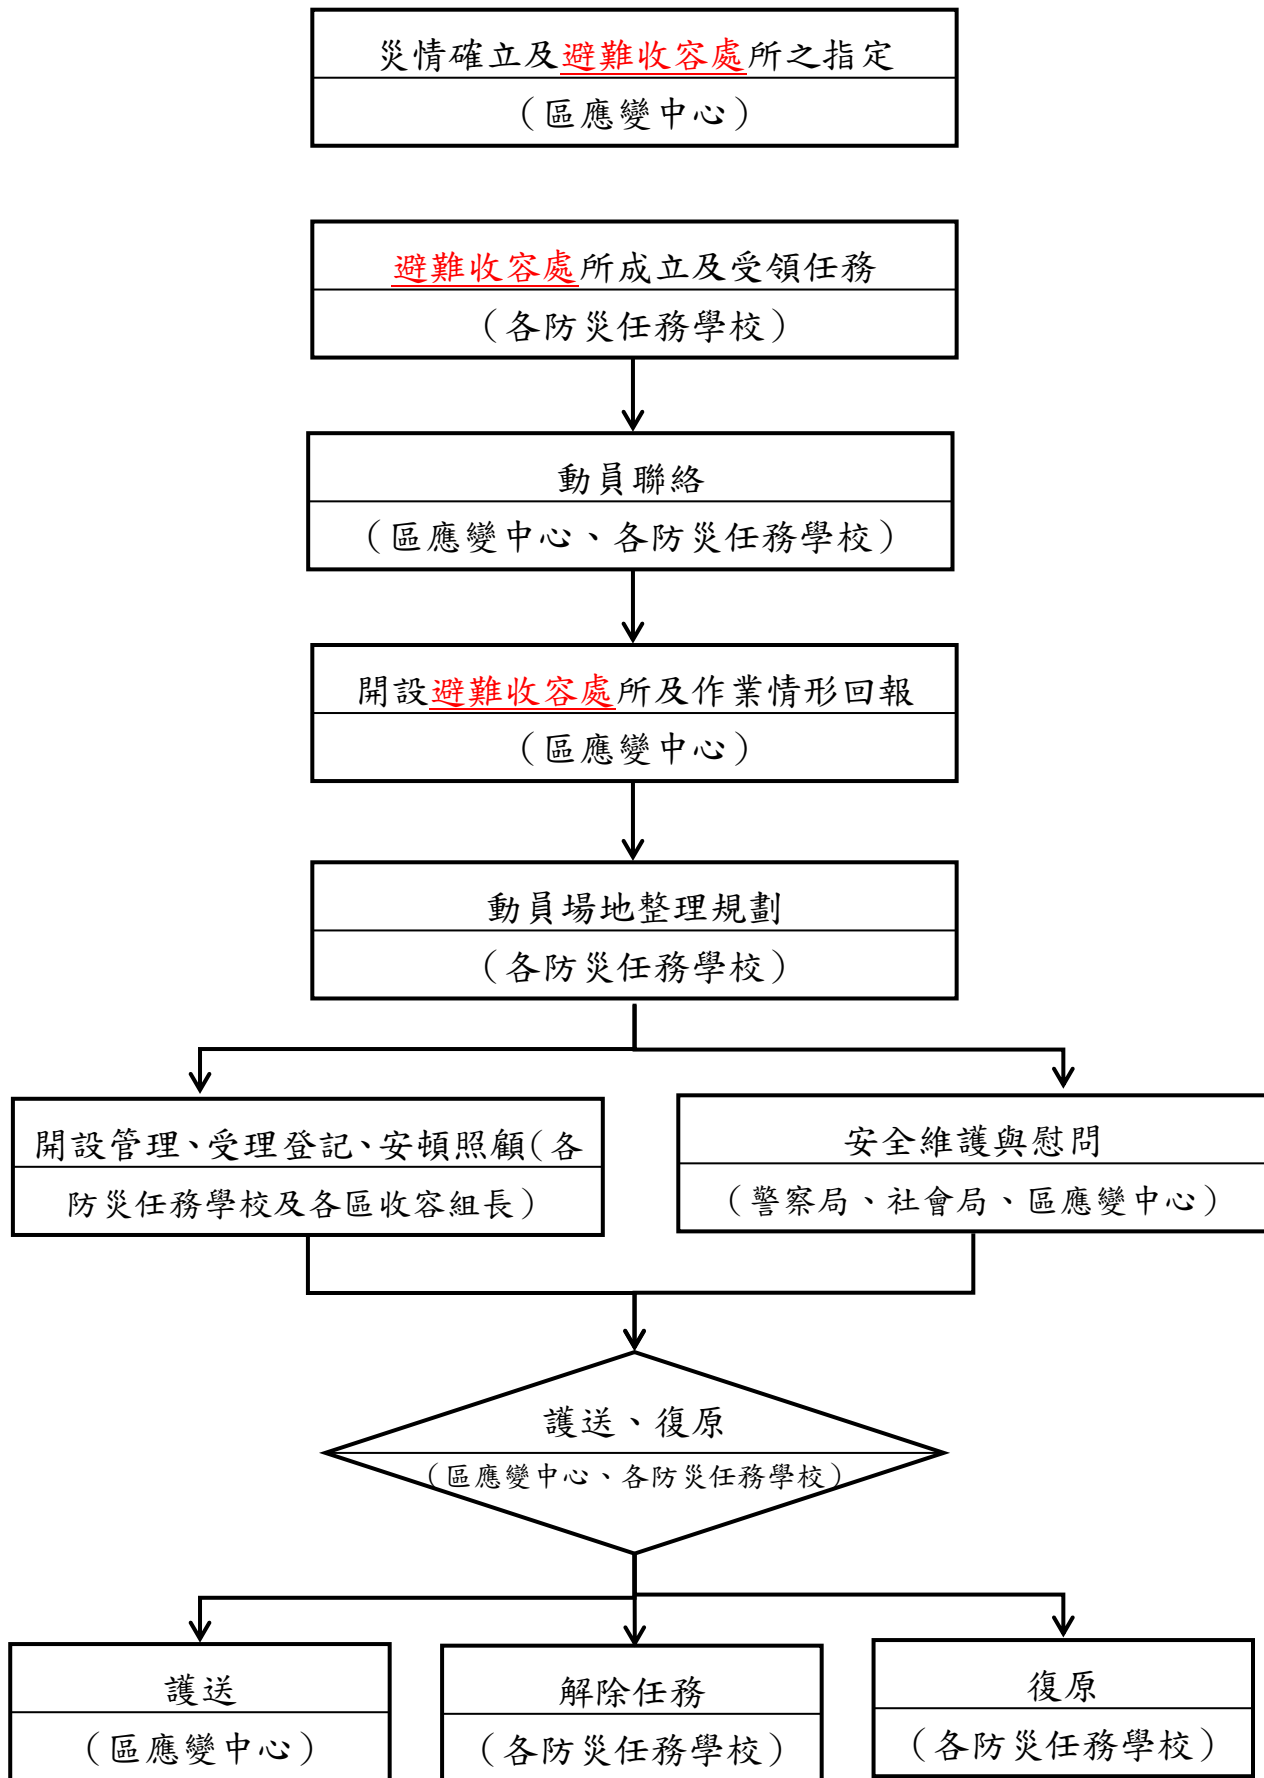 災情確立及避難收容處所之指定
（區應變中心）
避難收容處所成立及受領任務
（各防災任務學校）
動員聯絡
（區應變中心、各防災任務學校）
開設避難收容處所及作業情形回報
（區應變中心）
動員場地整理規劃
（各防災任務學校）
開設管理、受理登記、安頓照顧（各
防災任務學校及各區收容組長）
安全維護與慰問
（警察局、社會局、區應變中心）
護送、復原
（區應變中心、各防災任務學校）
護送
（區應變中心）
解除任務
（各防災任務學校）
復原
（各防災任務學校）